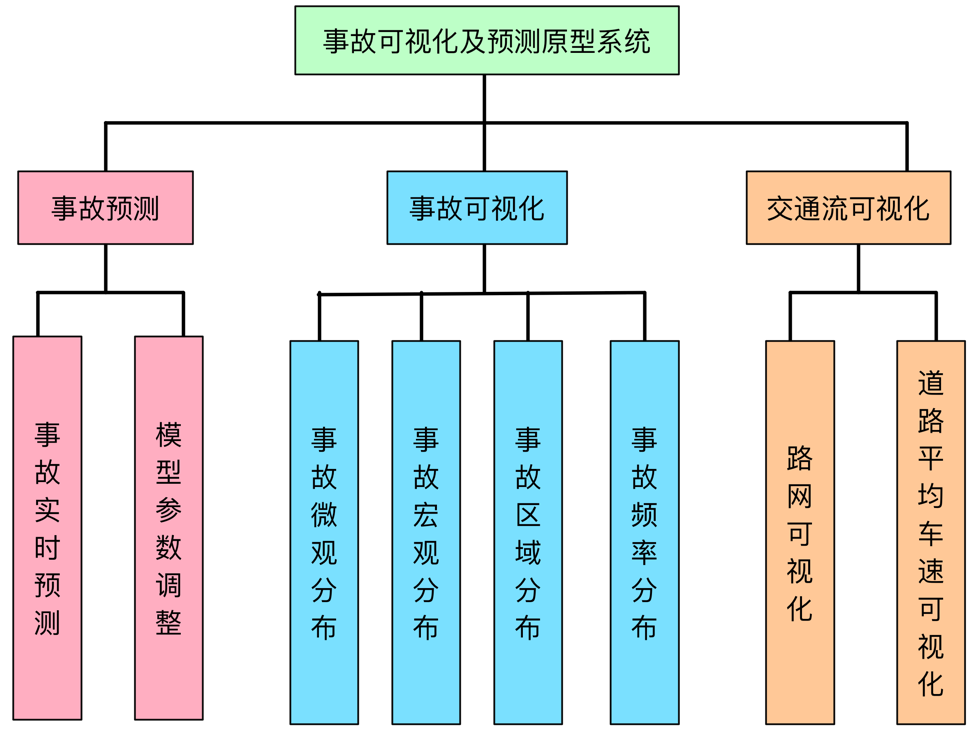 事故可视化及预测原型系统
事故预测
事故可视化
交通流可视化
事故实时预测
模型参数调整
事故微观分布
事故宏观分布
事故区域分布
事故频率分布
路网可视化
道路平均车速可视化